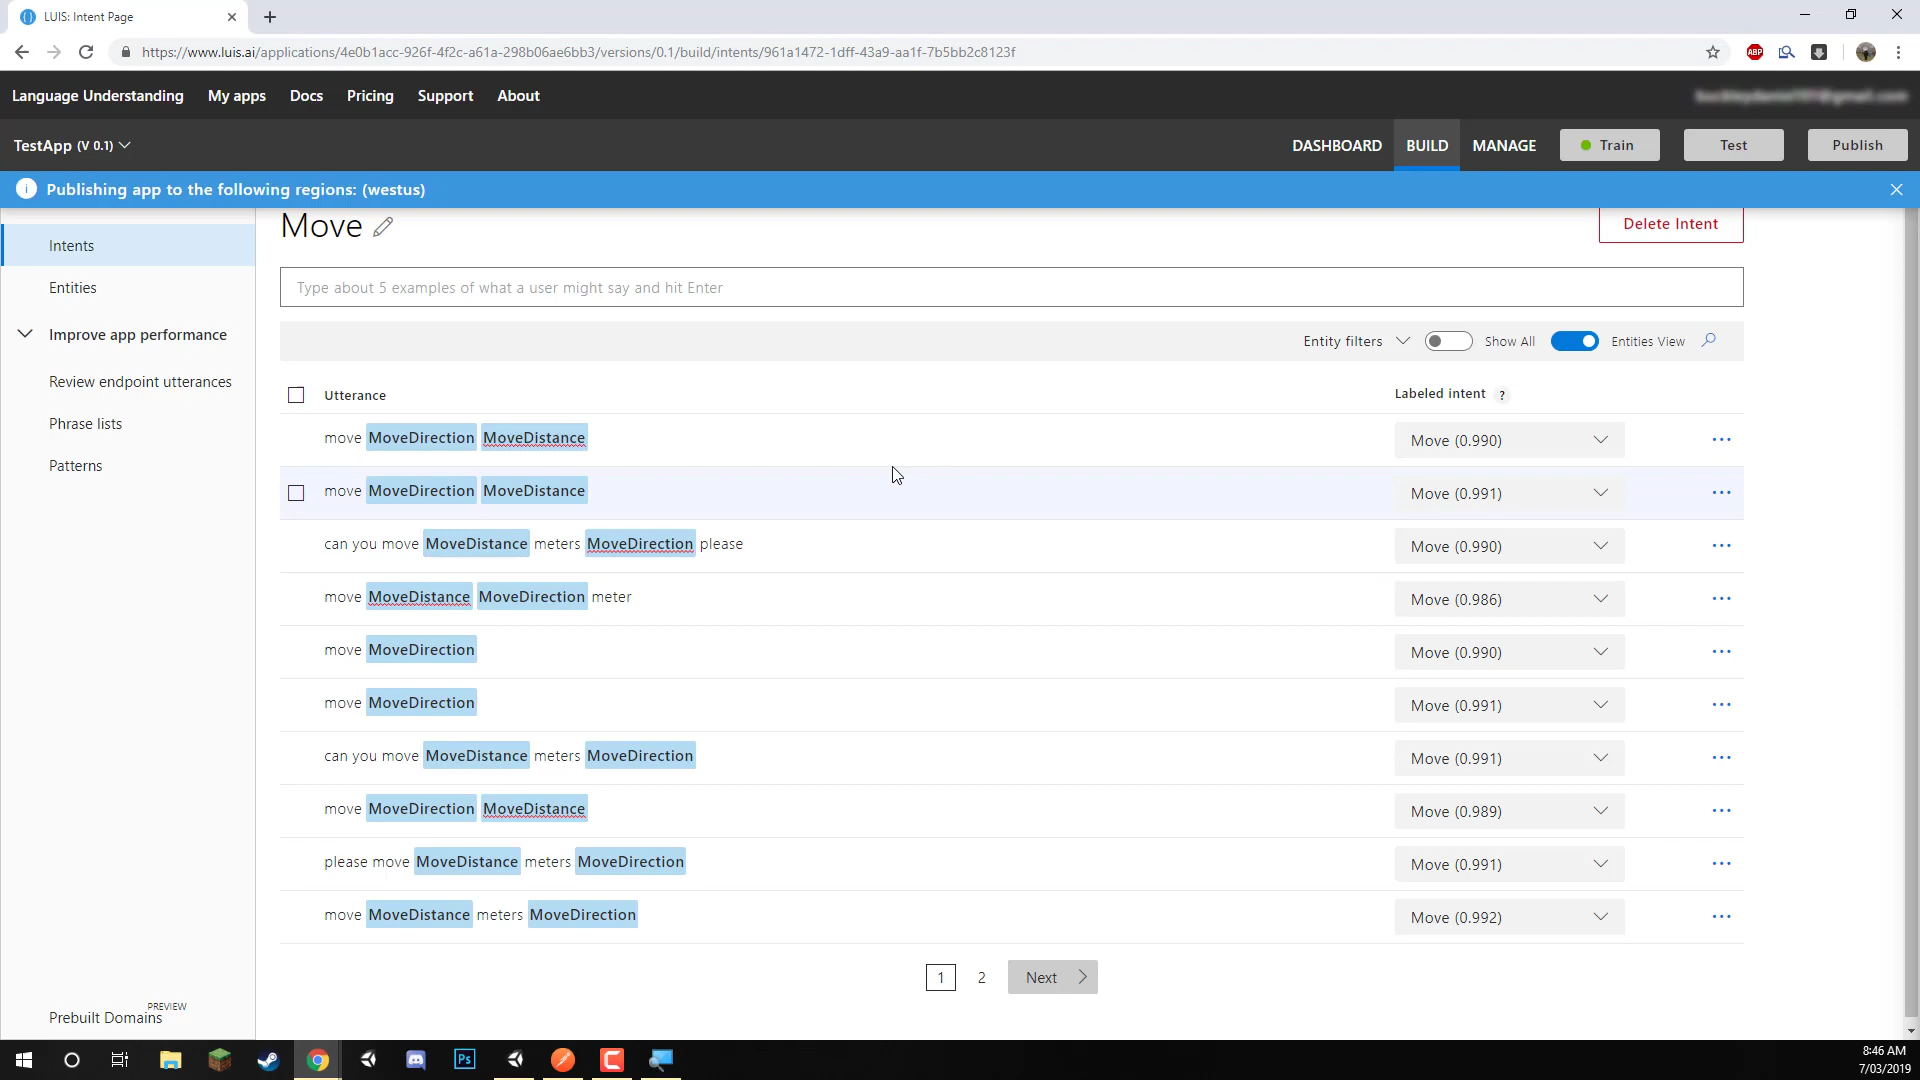 LUIS: Intent Page
https://www.luis.ai/applications/4e0b1acc-926f-4f2c-a61a-298b06ae6bb3/versions/0.1/build/intents/961a1472-1dff-43a9-aa1f-7b5bb2c8123f
ABP
Language Understanding My apps Docs Pricing Support About
TestApp (V 0.1) DASHBOARD BUILD MANAGE Train Test Publish
Publishing app to the following regions: (westus)
Intents
Entities
Improve app performance
Review endpoint utterances
Phrase lists
Patterns
PREVIEW
Prebuilt Domains
Move Delete Intent
Type about 5 examples of what a user might say and hit Enter
Entity filters Show All Entities View
Utterance Labeled intent ?
move MoveDirection MoveDistance Move (0.990)
move MoveDirection MoveDistance Move (0.991)
can you move MoveDistance meters MoveDirection please Move (0.990)
move MoveDistance MoveDirection meter Move (0.986)
move MoveDirection Move (0.990)
move MoveDirection Move (0.991)
can you move MoveDistance meters MoveDirection Move (0.991)
move MoveDirection MoveDistance Move (0.989)
please move MoveDistance meters MoveDirection Move (0.991)
move MoveDistance meters MoveDirection Move (0.992)
1 2 Next
Ps
8:46 AM
7/03/2019